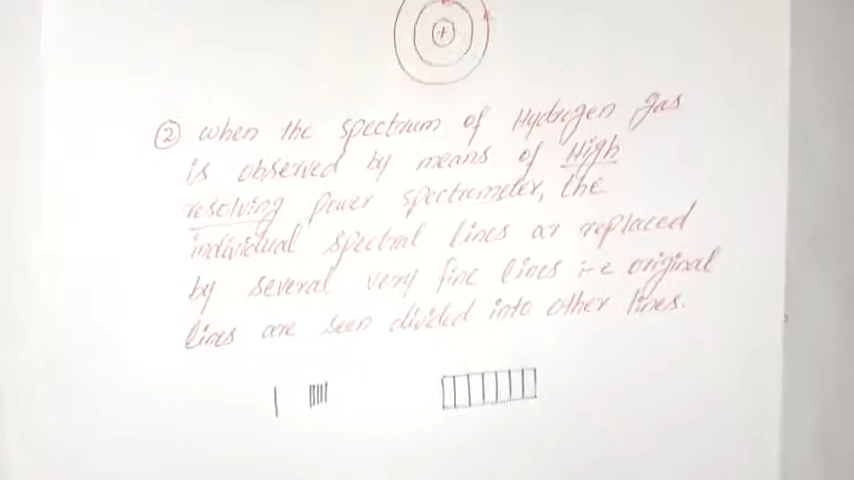 +
② when the spectrum of Hydrogen gas
is observed by means of High
resolving power spectrometer, the
individual spectral lines ar replaced
by several very fine lines i-e original
lines are seen divided into other lines.